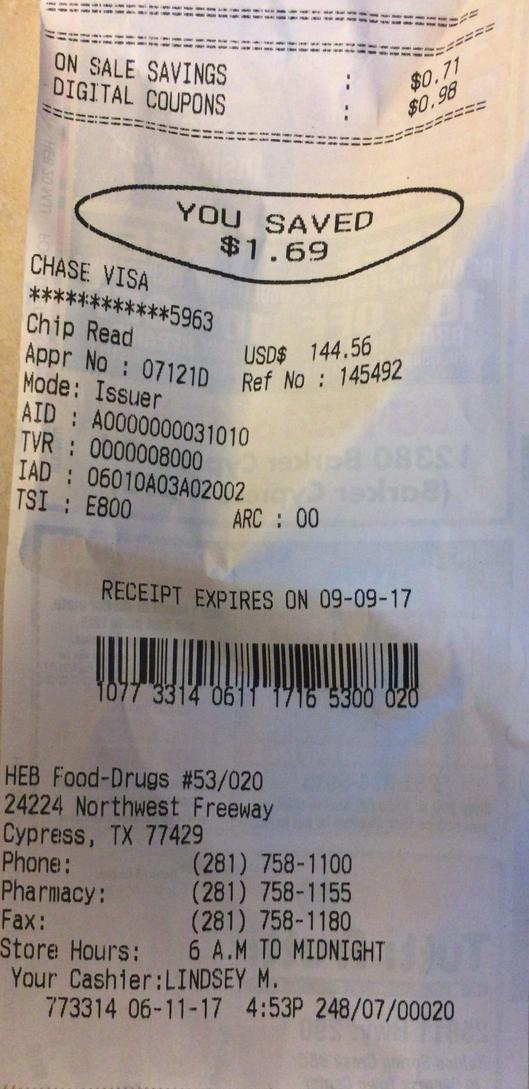 ON SALE SAVINGS : $0.71
DIGITAL COUPONS : $0.98
YOU SAVED
$1.69
CHASE VISA
************5963
Chip Read
USD$ 144.56
Appr No : 07121D Ref No : 145492
Mode: Issuer
AID : A0000000031010
TVR : 0000008000
IAD : 06010A03A02002
TSI : E800 ARC : 00
RECEIPT EXPIRES ON 09-09-17
1077 3314 0611 1716 5300 020
HEB Food-Drugs #53/020
24224 Northwest Freeway
Cypress, TX 77429
Phone: (281) 758-1100
Pharmacy: (281) 758-1155
Fax: (281) 758-1180
Store Hours: 6 A.M TO MIDNIGHT
Your Cashier:LINDSEY M.
773314 06-11-17 4:53P 248/07/00020